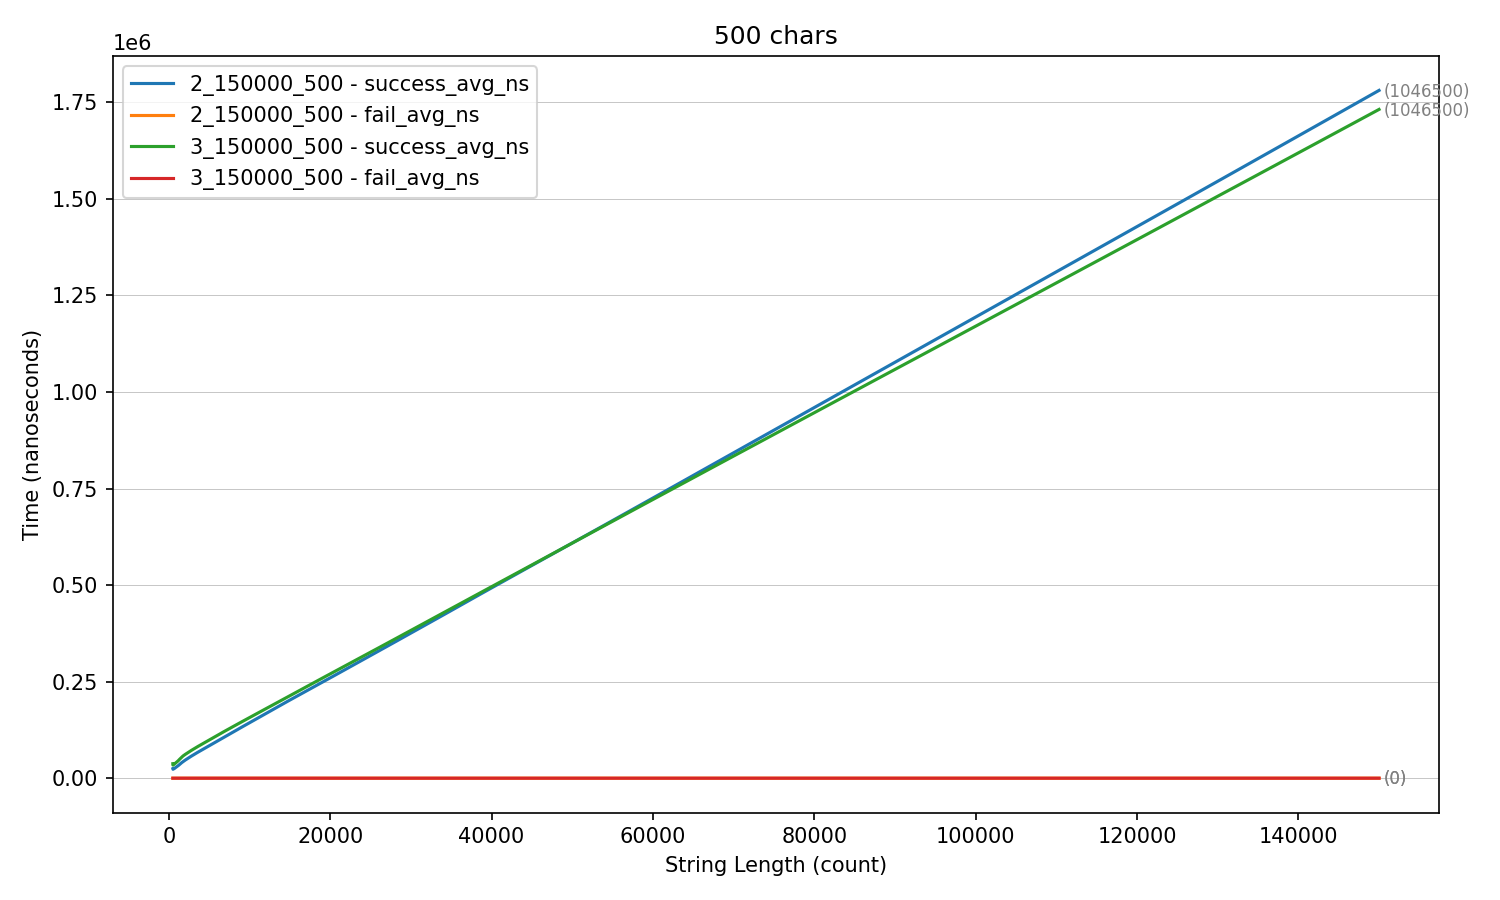 500 chars
1e6
2_150000_500 - success_avg_ns
2_150000_500 - fail_avg_ns
3_150000_500 - success_avg_ns
3_150000_500 - fail_avg_ns
(1046500)
(1046500)
(0)
1.75
1.50
1.25
1.00
0.75
0.50
0.25
0.00
Time (nanoseconds)
0 20000 40000 60000 80000 100000 120000 140000
String Length (count)